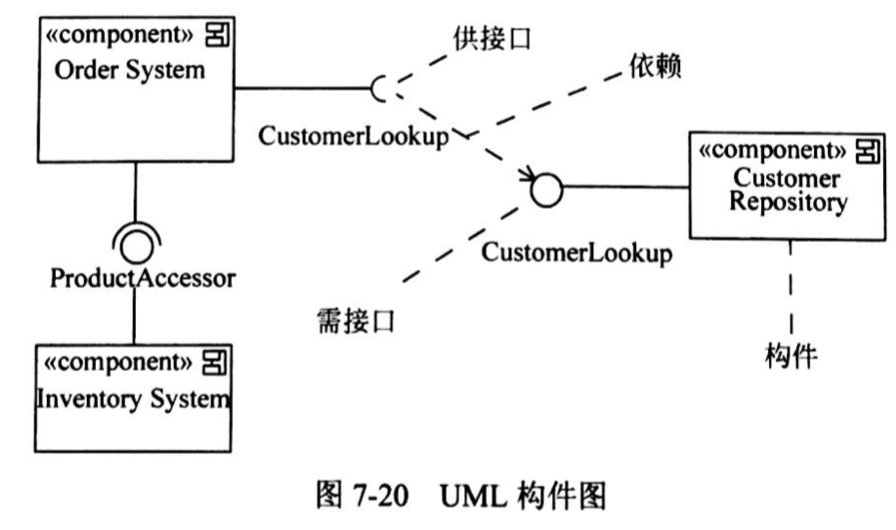 «component»
Order System
供接口
依赖
CustomerLookup
«component»
Customer
Repository
ProductAccessor
CustomerLookup
需接口
构件
«component»
Inventory System
图 7-20 UML 构件图